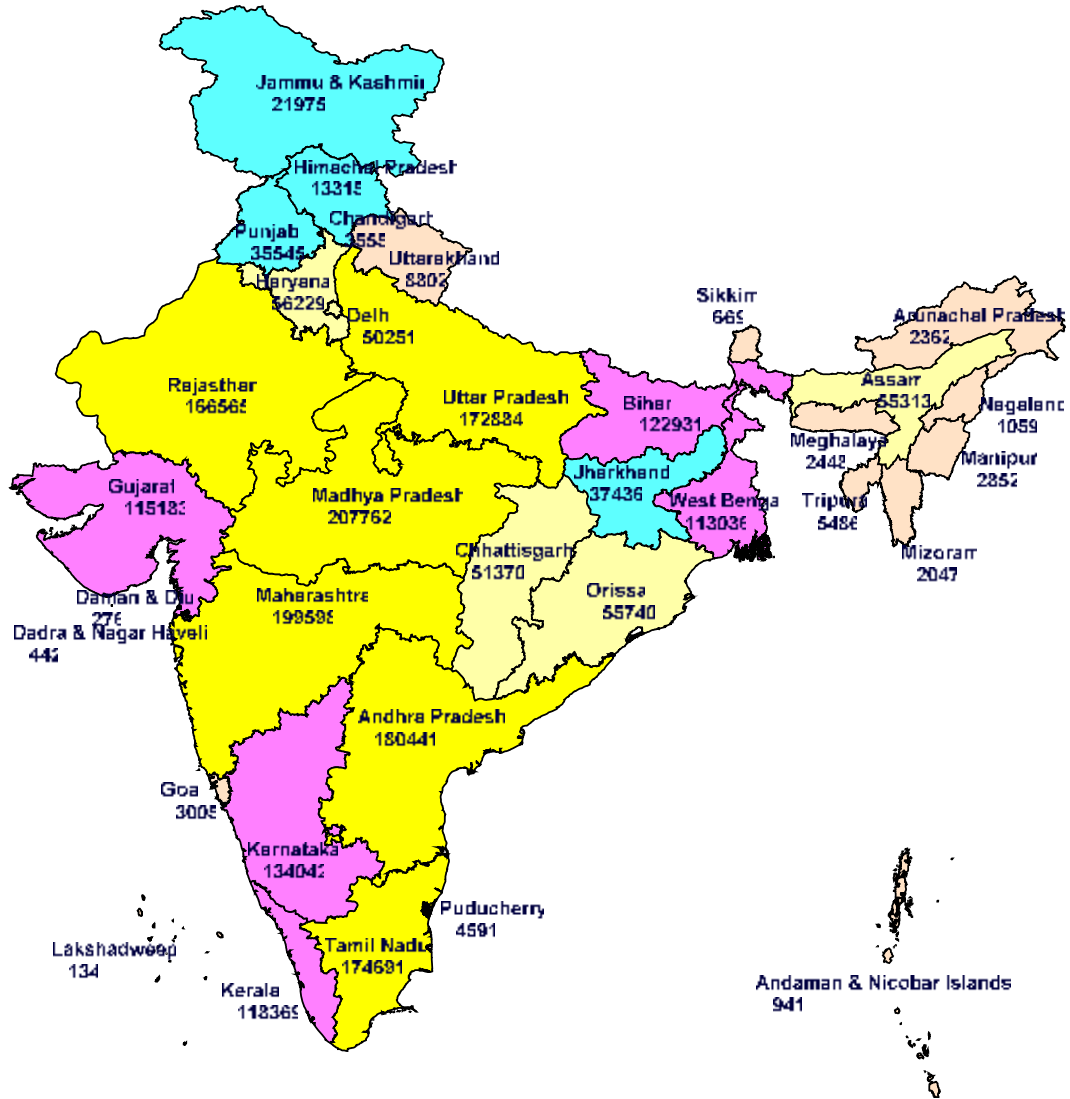 Jammu & Kashmir
21975
Himachal Pradesh
13315
Chandigarh
3555
Punjab
35545
Uttarakhand
8802
Haryana
56229
Delhi
50251
Sikkim
669
Arunachal Pradesh
2362
Rajasthan
166565
Uttar Pradesh
172884
Bihar
122931
Assam
55313
Nagaland
1059
Meghalaya
2448
Manipur
2852
Gujarat
115183
Madhya Pradesh
207762
Jharkhand
37436
West Bengal
113036
Tripura
5486
Mizoram
2047
Chhattisgarh
51370
Orissa
55740
Daman & Diu
276
Dadra & Nagar Haveli
442
Maharashtra
199598
Andhra Pradesh
180441
Goa
3005
Karnataka
134042
Puducherry
4591
Lakshadweep
134
Tamil Nadu
174691
Kerala
118369
Andaman & Nicobar Islands
941